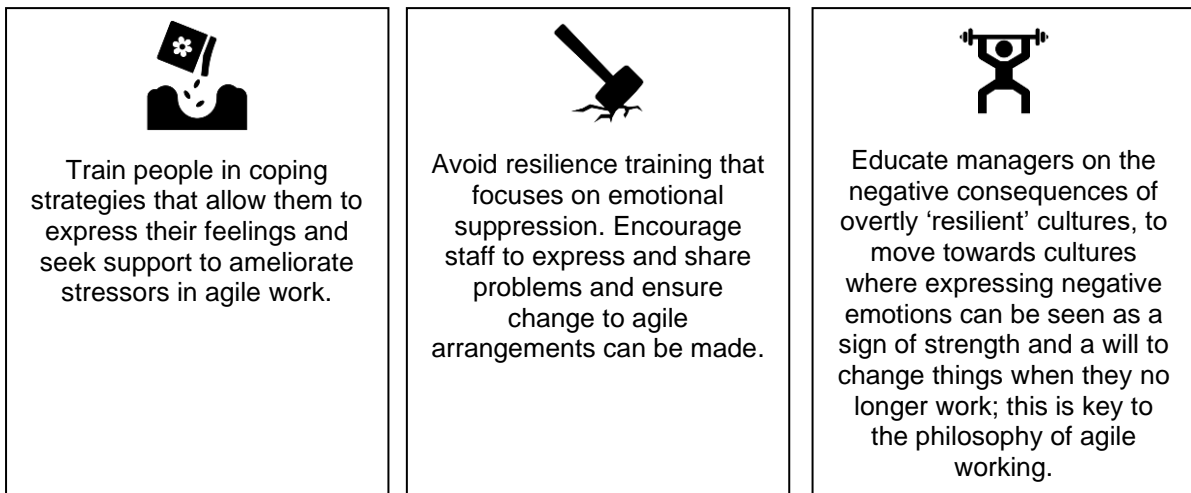 Train people in coping
strategies that allow them to
express their feelings and
seek support to ameliorate
stressors in agile work.
Avoid resilience training that
focuses on emotional
suppression. Encourage
staff to express and share
problems and ensure
change to agile
arrangements can be made.
Educate managers on the
negative consequences of
overtly ‘resilient’ cultures, to
move towards cultures
where expressing negative
emotions can be seen as a
sign of strength and a will to
change things when they no
longer work; this is key to
the philosophy of agile
working.